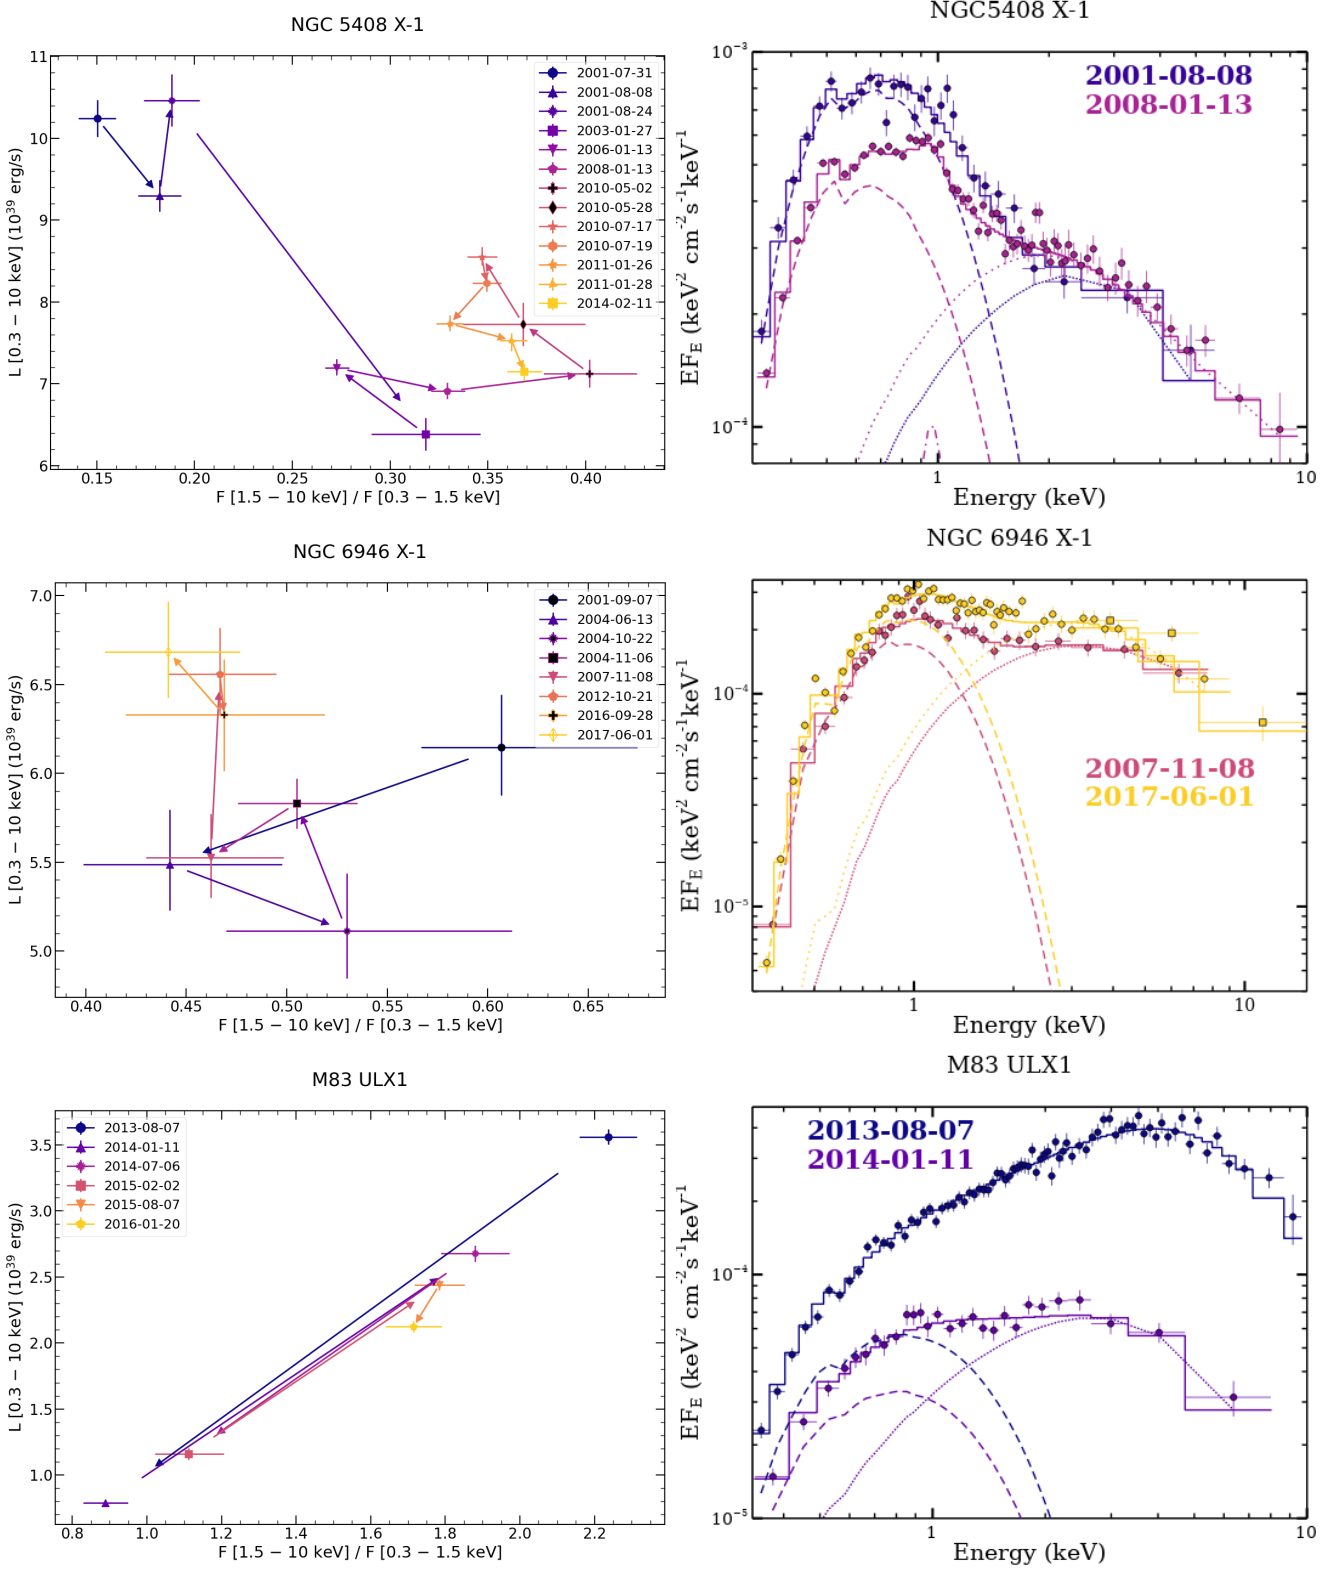 NGC 5408 X-1
L [0.3 − 10 keV] (10³⁹ erg/s)
11
10
9
8
7
6
0.15 0.20 0.25 0.30 0.35 0.40
F [1.5 − 10 keV] / F [0.3 − 1.5 keV]
2001-07-31
2001-08-08
2001-08-24
2003-01-27
2006-01-13
2008-01-13
2010-05-02
2010-05-28
2010-07-17
2010-07-19
2011-01-26
2011-01-28
2014-02-11
NGC5408 X-1
2001-08-08
2008-01-13
EF_E (keV² cm⁻² s⁻¹keV⁻¹
10⁻³
10⁻⁴
1 10
Energy (keV)
NGC 6946 X-1
L [0.3 − 10 keV] (10³⁹ erg/s)
7.0
6.5
6.0
5.5
5.0
0.40 0.45 0.50 0.55 0.60 0.65
F [1.5 − 10 keV] / F [0.3 − 1.5 keV]
2001-09-07
2004-06-13
2004-10-22
2004-11-06
2007-11-08
2012-10-21
2016-09-28
2017-06-01
NGC 6946 X-1
2007-11-08
2017-06-01
EF_E (keV² cm⁻²s⁻¹keV⁻¹
10⁻⁴
10⁻⁵
1 10
Energy (keV)
M83 ULX1
L [0.3 − 10 keV] (10³⁹ erg/s)
3.5
3.0
2.5
2.0
1.5
1.0
0.8 1.0 1.2 1.4 1.6 1.8 2.0 2.2
F [1.5 − 10 keV] / F [0.3 − 1.5 keV]
2013-08-07
2014-01-11
2014-07-06
2015-02-02
2015-08-07
2016-01-20
M83 ULX1
2013-08-07
2014-01-11
EF_E (keV² cm⁻²s⁻¹keV⁻¹
10⁻⁴
10⁻⁵
1 10
Energy (keV)